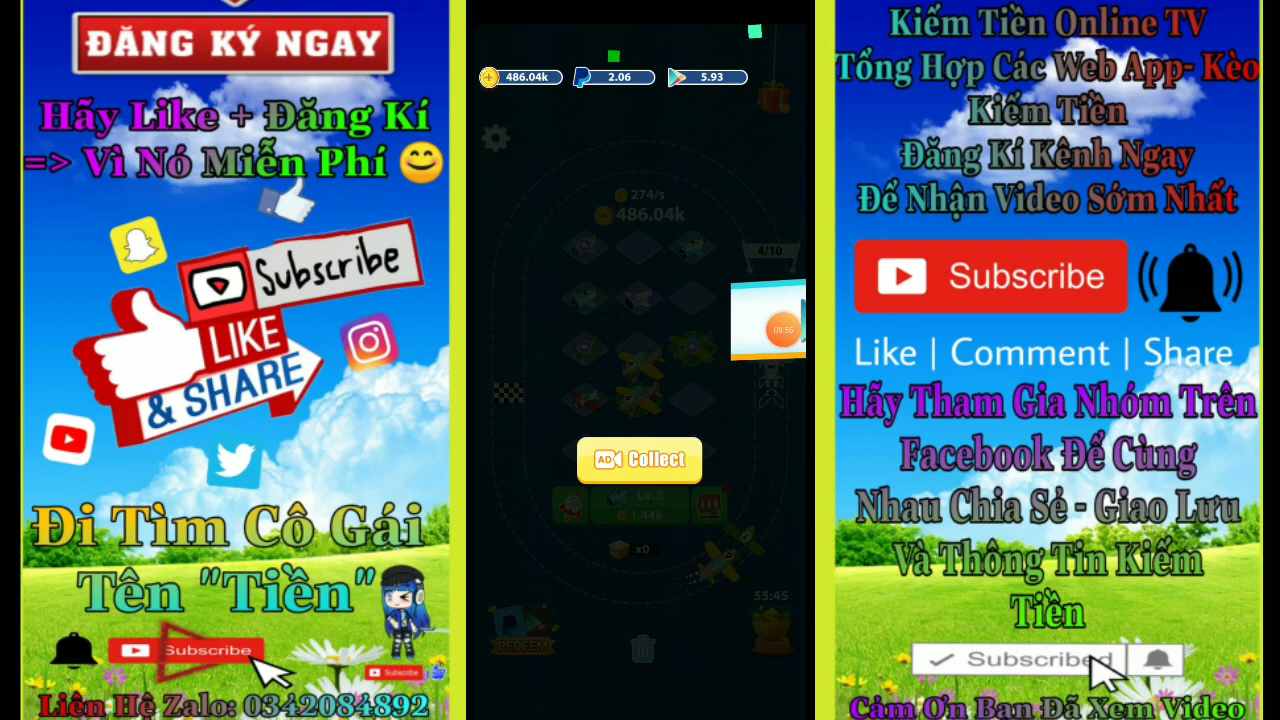 ĐĂNG KÝ NGAY
Hãy Like + Đăng Kí
=> Vì Nó Miễn Phí 😊
Subscribe
LIKE
& SHARE
Đi Tìm Cô Gái
Tên "Tiền"
Subscribe
Subscribe
Liên Hệ Zalo: 0342084892
486.04k
2.06
5.93
274/s
486.04k
4/10
08:55
AD Collect
Lv.3
1.44k
x0
55:45
REDEEM
Kiếm Tiền Online TV
Tổng Hợp Các Web App- Kèo
Kiếm Tiền
Đăng Kí Kênh Ngay
Để Nhận Video Sớm Nhất
Subscribe
Like | Comment | Share
Hãy Tham Gia Nhóm Trên
Facebook Để Cùng
Nhau Chia Sẻ - Giao Lưu
Và Thông Tin Kiếm
Tiền
Subscribed
Cảm Ơn Bạn Đã Xem Video